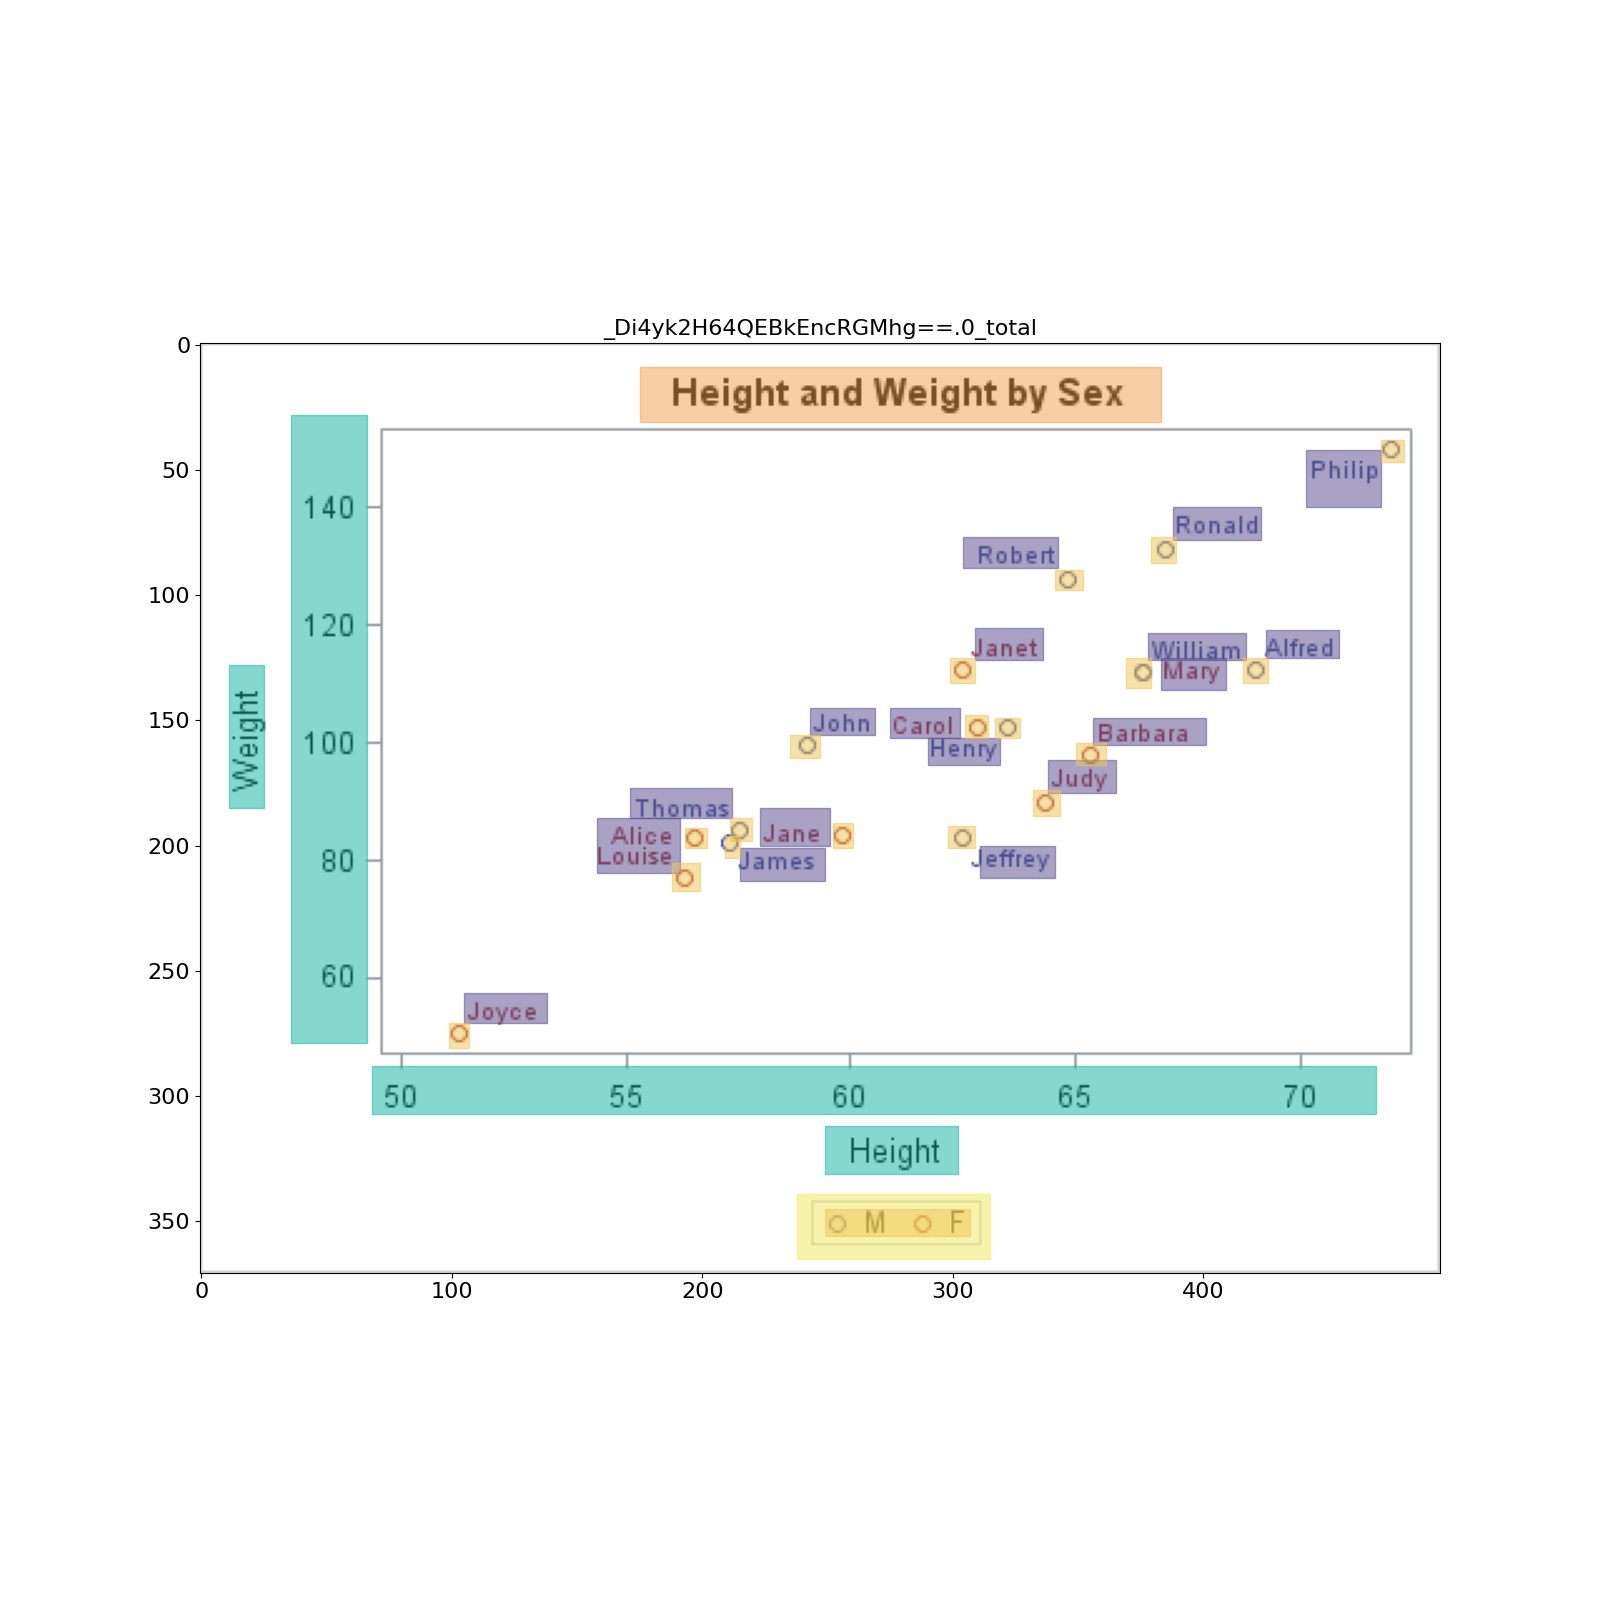 _Di4yk2H64QEBkEncRGMhg==.0_total
0
Height and Weight by Sex
50
Philip
140
Ronald
Robert
100
120
Janet
William
Alfred
Mary
150
John
Carol
Barbara
Weight
100
Henry
Judy
Thomas
Alice
Jane
200
Louise
80
James
Jeffrey
250
60
Joyce
300
50 55 60 65 70
Height
350
M F
0 100 200 300 400